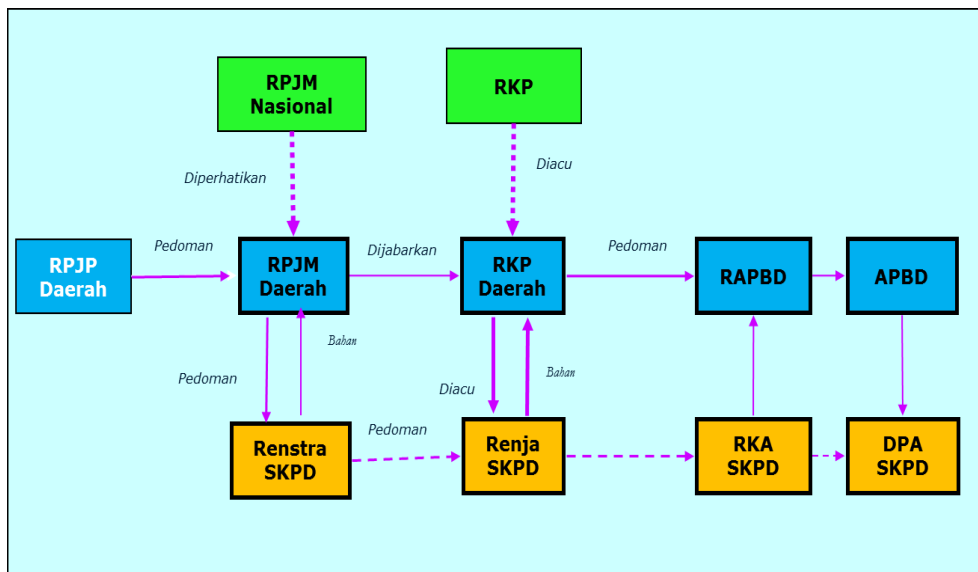 RPJM
Nasional
RKP
Diperhatikan
Diacu
Pedoman
Dijabarkan
Pedoman
RPJP
Daerah
RPJM
Daerah
RKP
Daerah
RAPBD
APBD
Bahan
Bahan
Pedoman
Diacu
Pedoman
Renstra
SKPD
Renja
SKPD
RKA
SKPD
DPA
SKPD